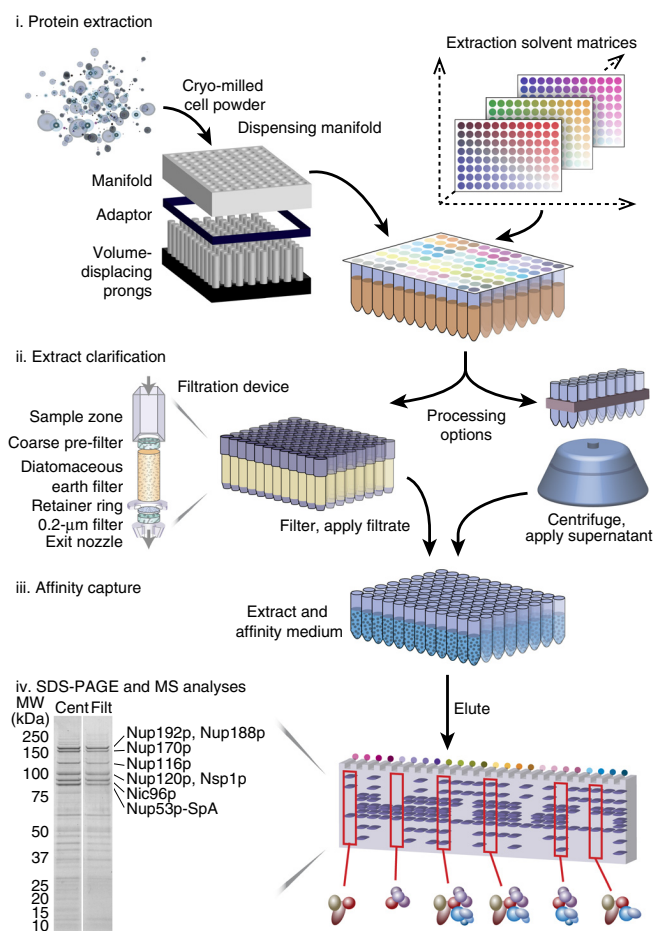 i. Protein extraction
Extraction solvent matrices
Cryo-milled
cell powder
Dispensing manifold
Manifold
Adaptor
Volume-
displacing
prongs
ii. Extract clarification
Filtration device
Sample zone
Coarse pre-filter
Diatomaceous
earth filter
Retainer ring
0.2-μm filter
Exit nozzle
Processing
options
Filter, apply filtrate
Centrifuge,
apply supernatant
iii. Affinity capture
Extract and
affinity medium
iv. SDS-PAGE and MS analyses
Elute
MW
(kDa)
Cent Filt
250
150
100
75
50
37
25
20
15
10
Nup192p, Nup188p
Nup170p
Nup116p
Nup120p, Nsp1p
Nic96p
Nup53p-SpA